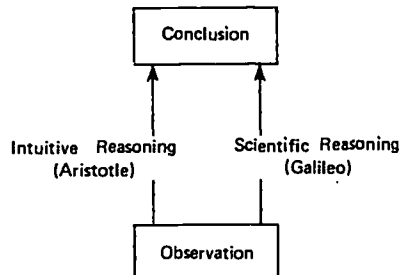 Conclusion
Intuitive Reasoning
(Aristotle)
Scientific Reasoning
(Galileo)
Observation